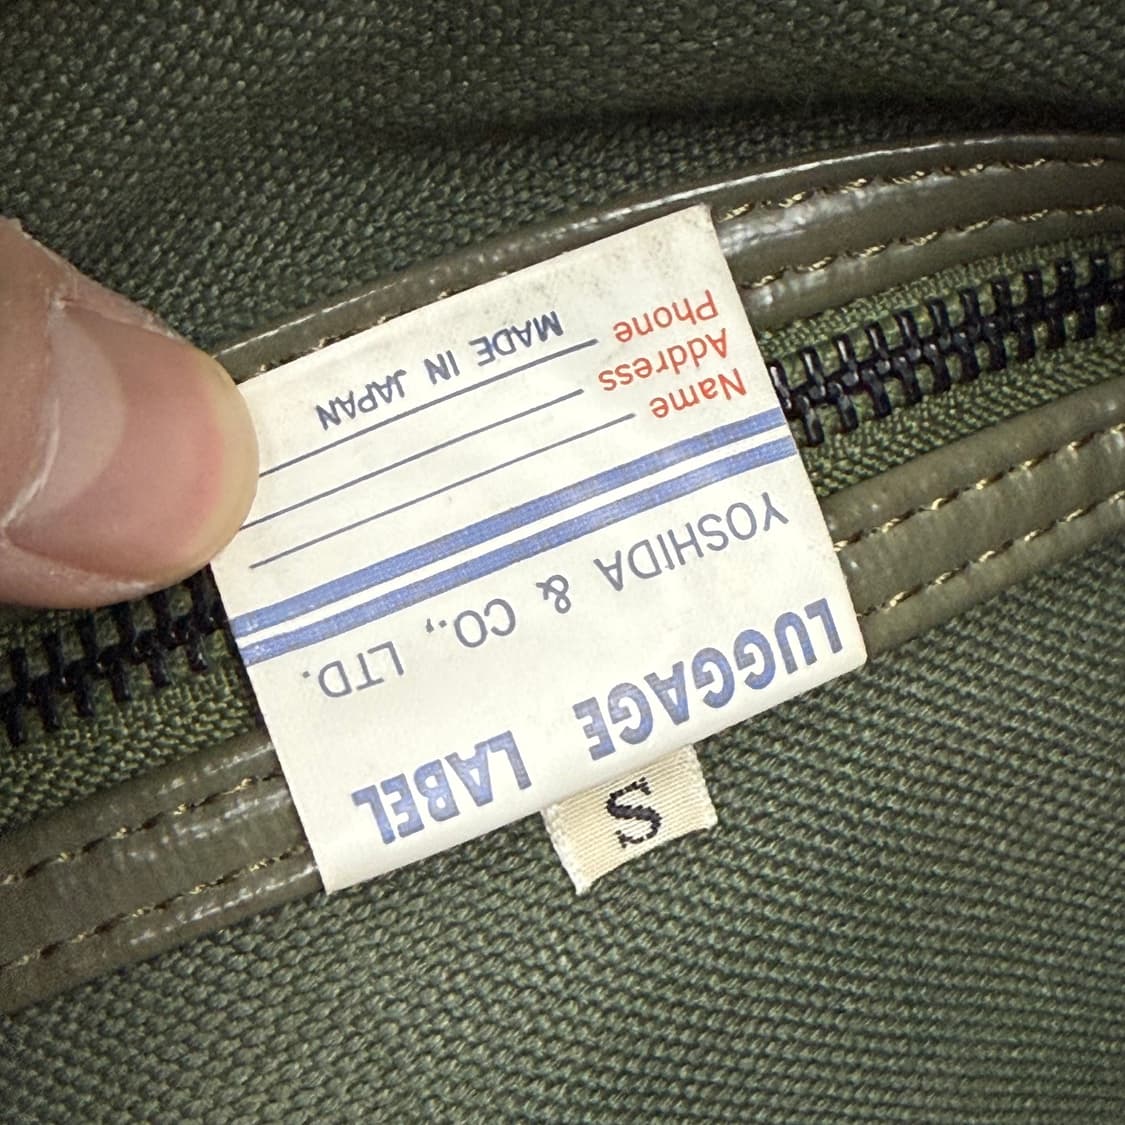 LUGGAGE LABEL
YOSHIDA & CO., LTD.
Name
Address
Phone
MADE IN JAPAN
S